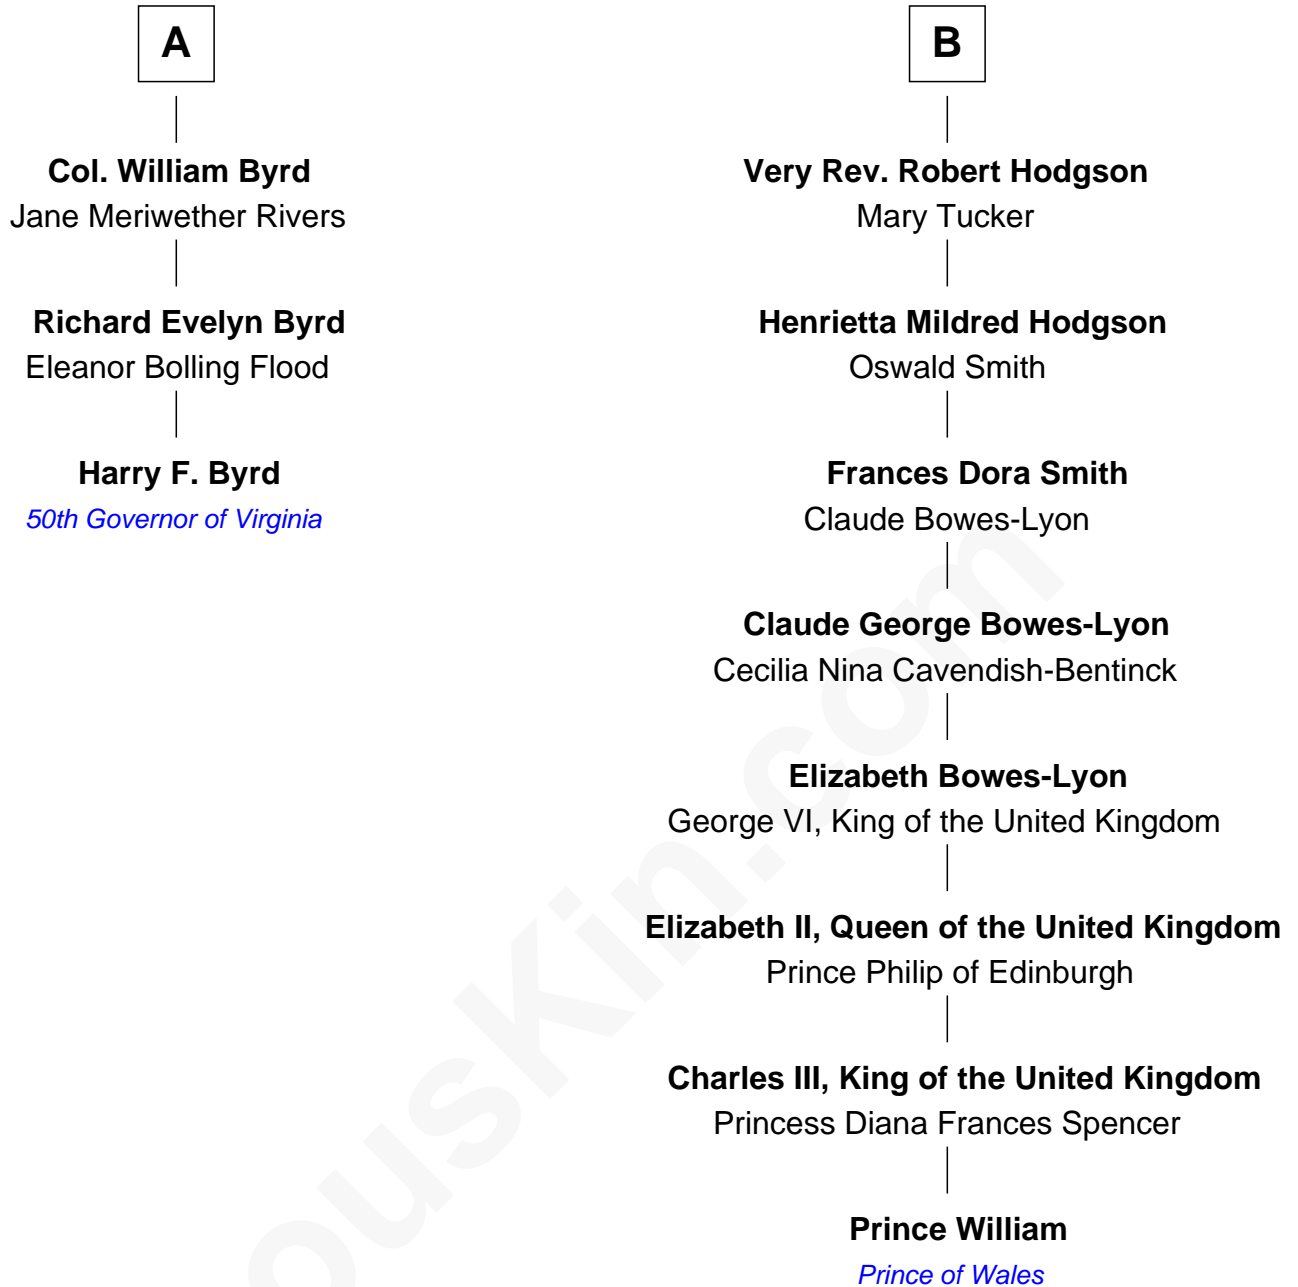 A
Col. William Byrd
Jane Meriwether Rivers
Richard Evelyn Byrd
Eleanor Bolling Flood
Harry F. Byrd
50th Governor of Virginia
B
Very Rev. Robert Hodgson
Mary Tucker
Henrietta Mildred Hodgson
Oswald Smith
Frances Dora Smith
Claude Bowes-Lyon
Claude George Bowes-Lyon
Cecilia Nina Cavendish-Bentinck
Elizabeth Bowes-Lyon
George VI, King of the United Kingdom
Elizabeth II, Queen of the United Kingdom
Prince Philip of Edinburgh
Charles III, King of the United Kingdom
Princess Diana Frances Spencer
Prince William
Prince of Wales
ousKin.com